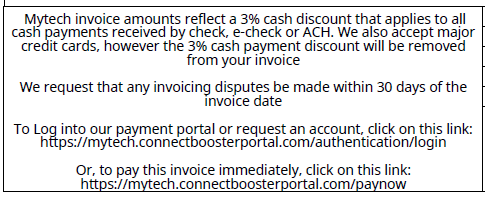 Mytech invoice amounts reflect a 3% cash discount that applies to all
cash payments received by check, e-check or ACH. We also accept major
credit cards, however the 3% cash payment discount will be removed
from your invoice
We request that any invoicing disputes be made within 30 days of the
invoice date
To Log into our payment portal or request an account, click on this link:
https://mytech.connectboosterportal.com/authentication/login
Or, to pay this invoice immediately, click on this link:
https://mytech.connectboosterportal.com/paynow